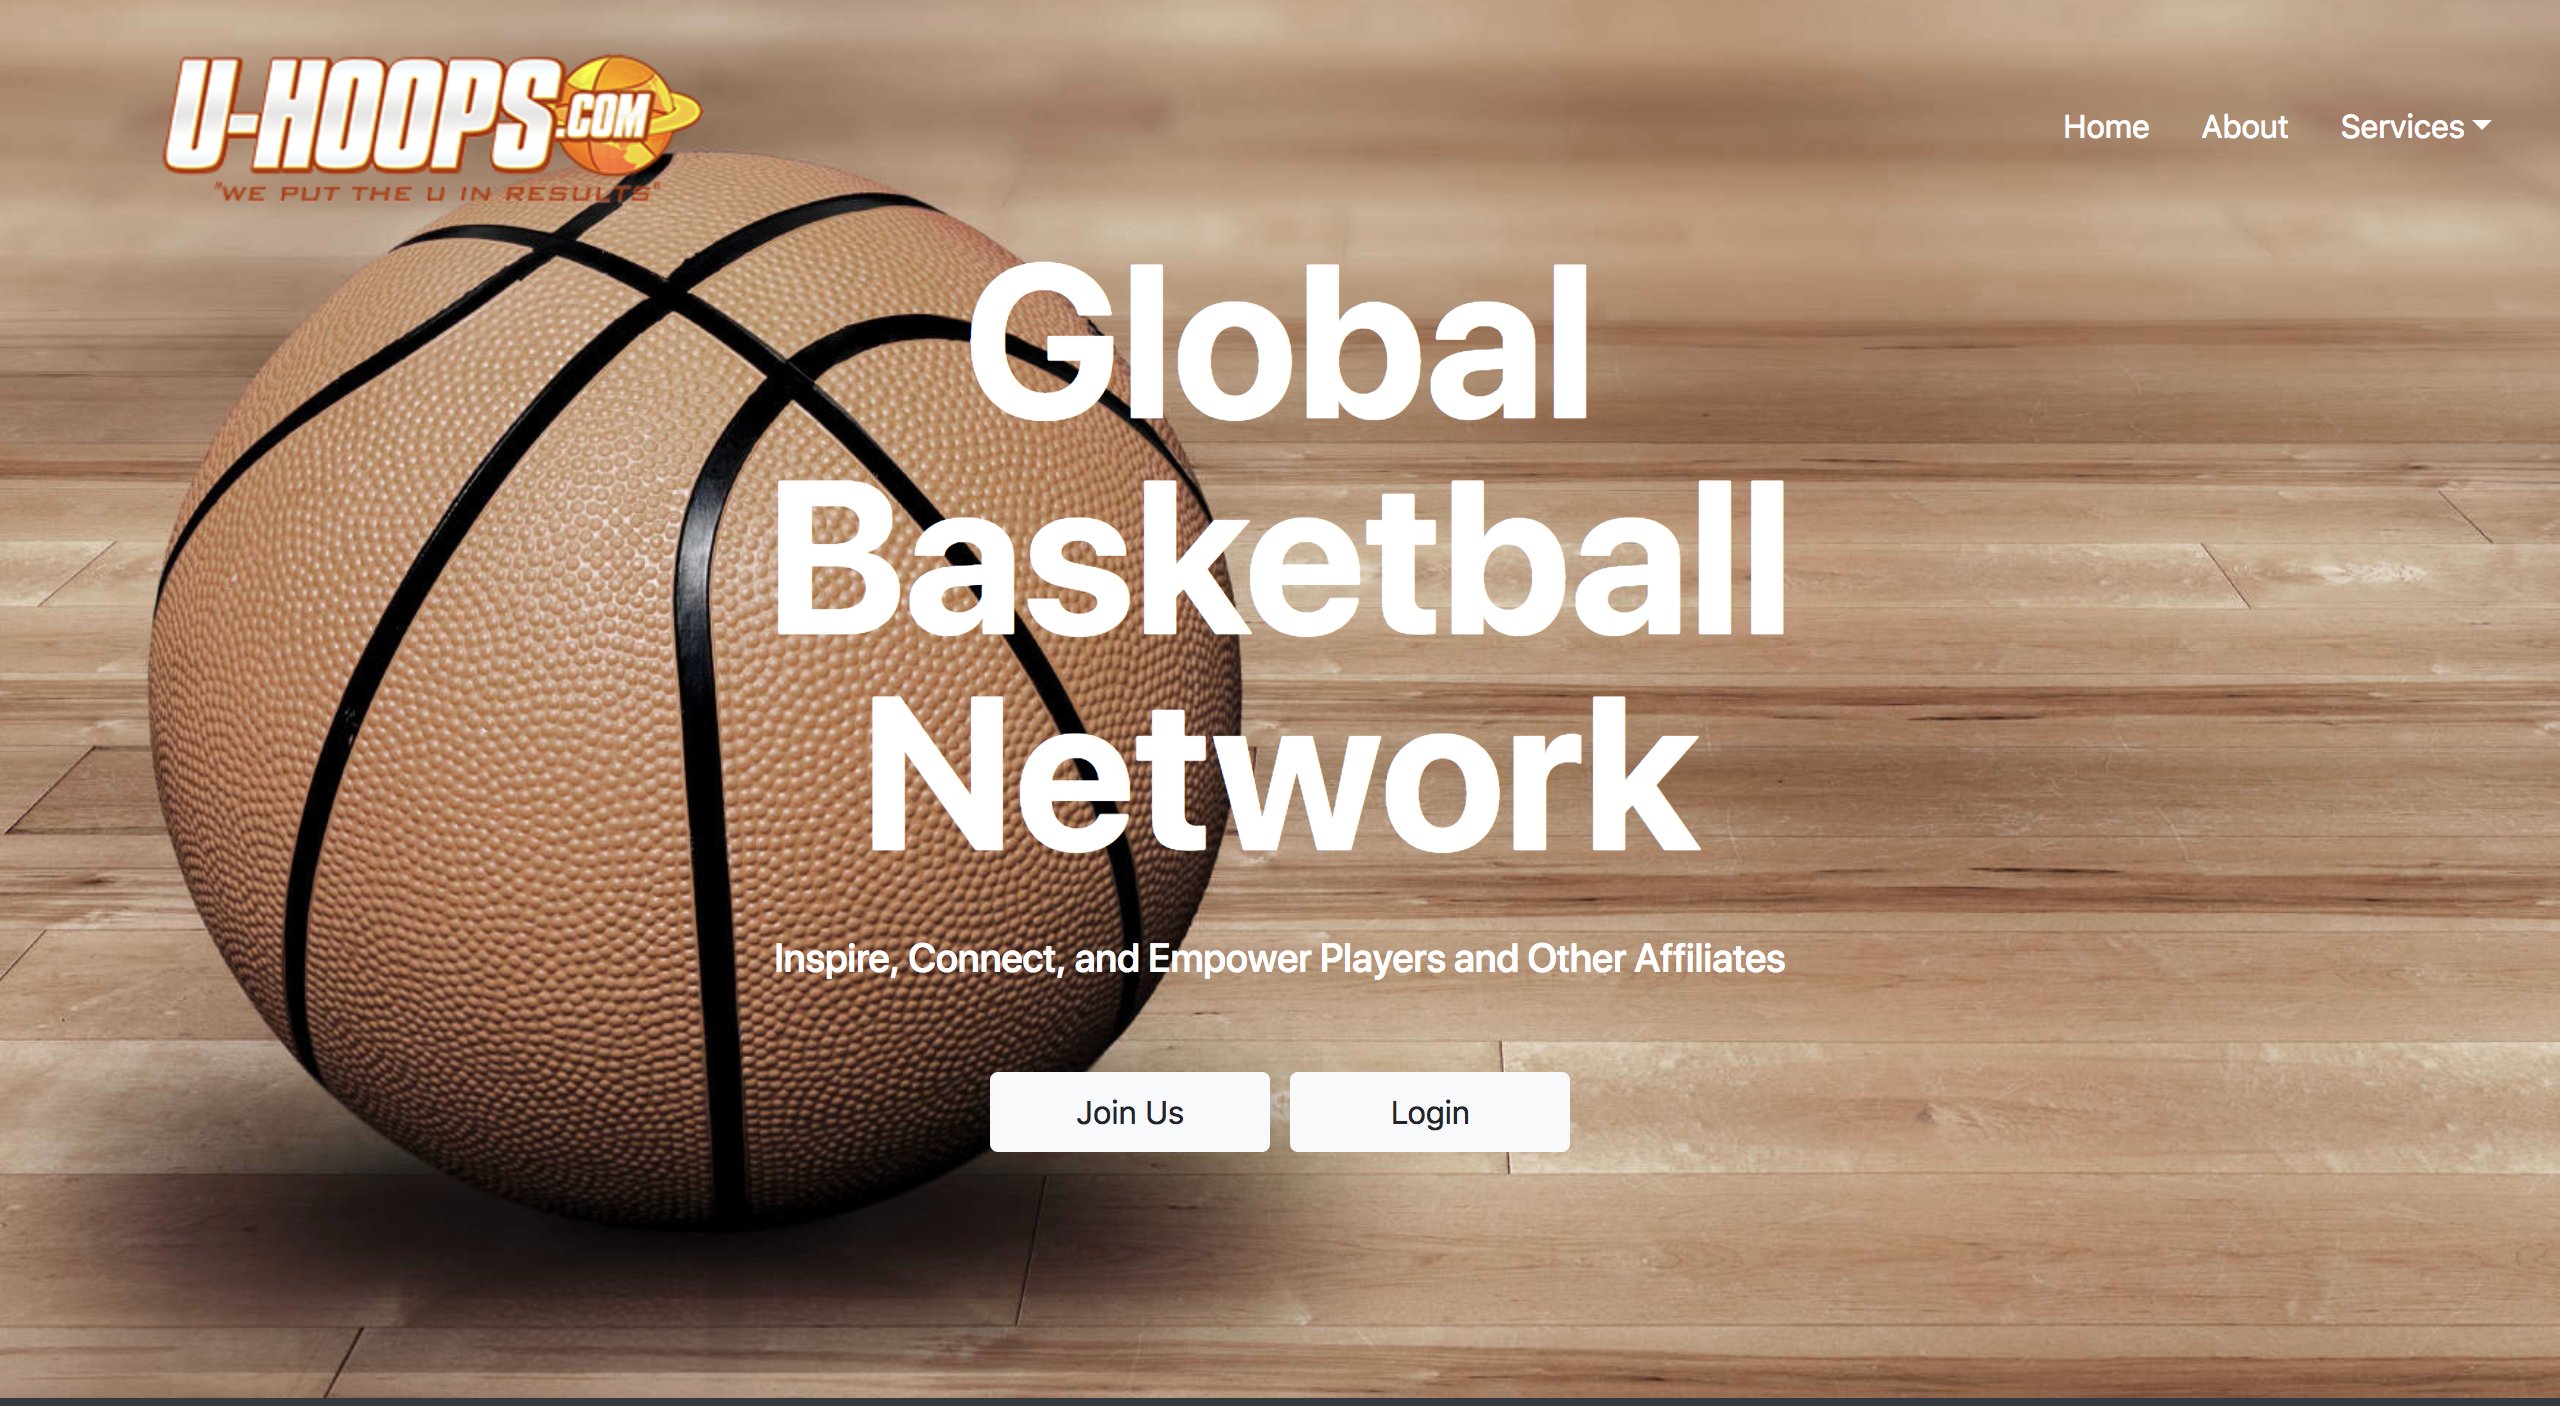 U-HOOPS.COM
"WE PUT THE U IN RESULTS"
Home About Services
Global
Basketball
Network
Inspire, Connect, and Empower Players and Other Affiliates
Join Us Login